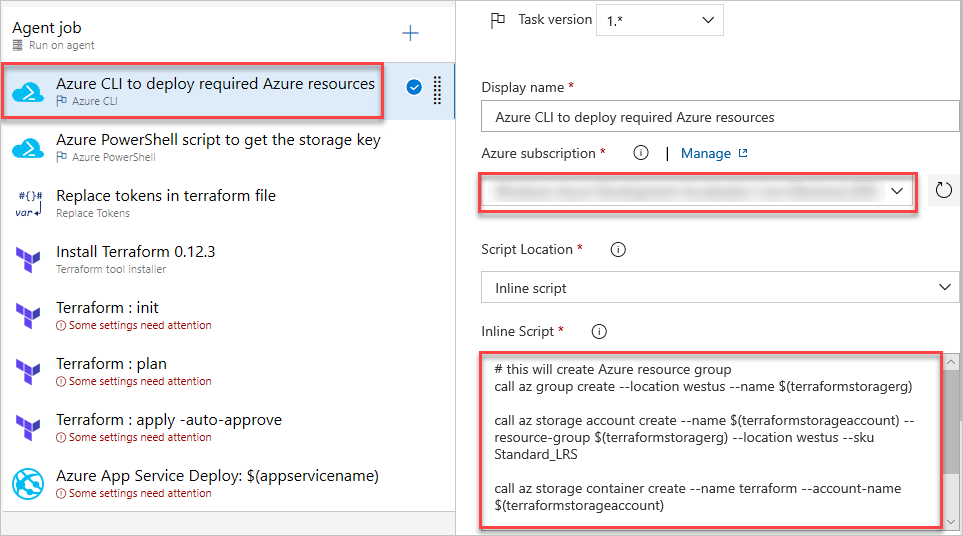 Agent job
Run on agent
Azure CLI to deploy required Azure resources
Azure CLI
Azure PowerShell script to get the storage key
Azure PowerShell
#{}#
var
Replace tokens in terraform file
Replace Tokens
Install Terraform 0.12.3
Terraform tool installer
Terraform : init
Some settings need attention
Terraform : plan
Some settings need attention
Terraform : apply -auto-approve
Some settings need attention
Azure App Service Deploy: $(appservicename)
Some settings need attention
Task version 1.*
Display name *
Azure CLI to deploy required Azure resources
Azure subscription * | Manage
Script Location *
Inline script
Inline Script *
# this will create Azure resource group
call az group create --location westus --name $(terraformstoragerg)
call az storage account create --name $(terraformstorageaccount) --
resource-group $(terraformstoragerg) --location westus --sku
Standard_LRS
call az storage container create --name terraform --account-name
$(terraformstorageaccount)